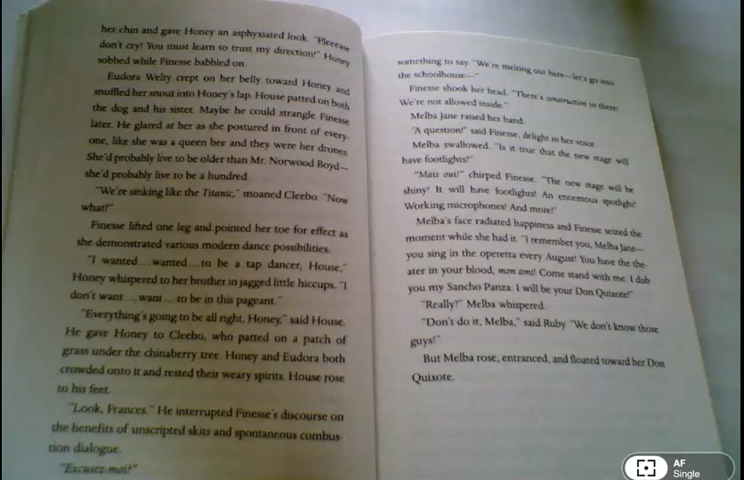 her chin and gave Honey an asphyxiated look. "Pleeease
don't cry! You must learn to trust my direction!" Honey
sobbed while Finesse babbled on.
Eudora Welty crept on her belly toward Honey and
snuffled her snout into Honey's lap. House patted on both
the dog and his sister. Maybe he could strangle Finesse
later. He glared at her as she postured in front of every-
one, like she was a queen bee and they were her drones.
She'd probably live to be older than Mr. Norwood Boyd—
she'd probably live to be a hundred.
"We're sinking like the Titanic," moaned Cleebo. "Now
what?"
Finesse lifted one leg and pointed her toe for effect as
she demonstrated various modern dance possibilities.
"I wanted...wanted...to be a tap dancer, House,"
Honey whispered to her brother in jagged little hiccups. "I
don't want...want...to be in this pageant."
"Everything's going to be all right, Honey," said House.
He gave Honey to Cleebo, who patted on a patch of
grass under the chinaberry tree. Honey and Eudora both
crowded onto it and rested their weary spirits. House rose
to his feet.
"Look, Frances." He interrupted Finesse's discourse on
the benefits of unscripted skits and spontaneous combus-
tion dialogue.
"Excusez-moi?"
something to say. "We're melting out here—let's go into
the schoolhouse—"
Finesse shook her head. "There's construction in there!
We're not allowed inside."
Melba Jane raised her hand.
"A question!" said Finesse, delight in her voice.
Melba swallowed. "Is it true that the new stage will
have footlights?"
"Mais oui!" chirped Finesse. "The new stage will be
shiny! It will have footlights! An enormous spotlight!
Working microphones! And more!"
Melba's face radiated happiness and Finesse seized the
moment while she had it. "I remember you, Melba Jane—
you sing in the operetta every August! You have the the-
ater in your blood, mon ami! Come stand with me. I dub
you my Sancho Panza. I will be your Don Quixote!"
"Really?" Melba whispered.
"Don't do it, Melba," said Ruby. "We don't know those
guys!"
But Melba rose, entranced, and floated toward her Don
Quixote.
AF
Single